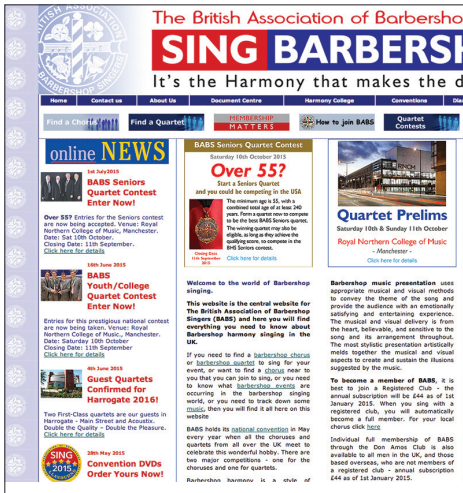 BRITISH ASSOCIATION
BARBERSHOP SINGERS
The British Association of Barbersho
SING BARBERSH
It's the Harmony that makes the d
Home Contact us About Us Document Centre Harmony College Conventions Dia
Find a Chorus Find a Quartet MEMBERSHIP MATTERS How to join BABS Quartet Contests
online NEWS
1st July2015
BABS Seniors
Quartet Contest
Enter Now!
Over 55? Entries for the Seniors contest
are now being accepted. Venue: Royal
Northern College of Music, Manchester.
Date: Sat 10th October.
Closing Date: 11th September.
Click here for details
16th June 2015
BABS
Youth/College
Quartet Contest
Enter Now!
Entries for this prestigious national contest
are now being taken. Venue: Royal
Northern College of Music., Manchester.
Date: Saturday 10th October
Closing Date: 11th September.
Click here for details
4th June 2015
Guest Quartets
Confirmed for
Harrogate 2016!
Two First-Class quartets are our guests in
Harrogate - Main Street and Acoustix.
Double the Quality - Double the Pleasure.
Click here for details
SING
2015
28th May 2015
Convention DVDs
Order Yours Now!
BABS Seniors Quartet Contest
Saturday 10th October 2015
Over 55?
Start a Seniors Quartet
and you could be competing in the USA
The minimum age is 55, with a
combined total age of at least 240
years. Form a quartet now to compete
to be the best BABS Seniors quartet.
The winning quartet may also be
eligible, as long as they achieve the
qualifying score, to compete in the
BHS Seniors contest.
Closing Date
11th September
2015
Click here for details
Welcome to the world of Barbershop
singing.
This website is the central website for
The British Association of Barbershop
Singers (BABS) and here you will find
everything you need to know about
Barbershop harmony singing in the
UK.
If you need to find a barbershop chorus
or barbershop quartet to sing for your
event, or want to find a chorus near to
you that you can join to sing, or you need
to know what barbershop events are
occurring in the barbershop singing
world, or you need to track down some
music, then you will find it all here on this
website
BABS holds its national convention in May
every year when all the choruses and
quartets from all over the UK meet to
celebrate this wonderful hobby. There are
two major competitions - one for the
choruses and one for quartets.
Barbershop harmony is a style of
RNCM
Quartet Prelims
Saturday 10th & Sunday 11th October
Royal Northern College of Music
- Manchester -
Click here for details
Barbershop music presentation uses
appropriate musical and visual methods
to convey the theme of the song and
provide the audience with an emotionally
satisfying and entertaining experience.
The musical and visual delivery is from
the heart, believable, and sensitive to the
song and its arrangement throughout.
The most stylistic presentation artistically
melds together the musical and visual
aspects to create and sustain the illusions
suggested by the music.
To become a member of BABS, it is
best to join a Registered Club - the
annual subscription will be £44 as of 1st
January 2015. When you sing with a
registered club, you will automatically
become a full member. For your local
chorus click here
Individual full membership of BABS
through the Don Amos Club is also
available to all men in the UK, and those
based overseas, who are not members of
a registered club - annual subscription
£44 as of 1st January 2015.